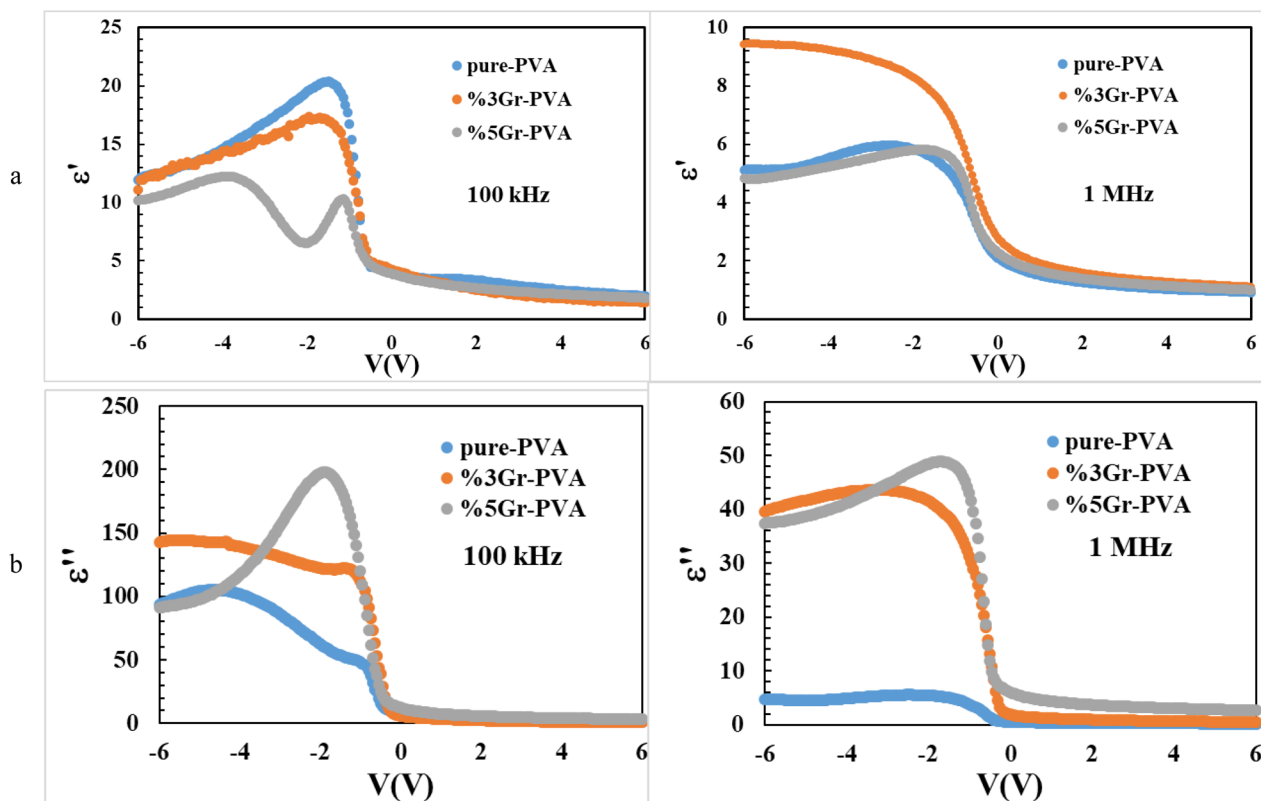 a
25
20
15
10
5
0
ε'
pure-PVA
%3Gr-PVA
%5Gr-PVA
100 kHz
-6 -4 -2 0 2 4 6
V(V)
10
8
6
4
2
0
ε'
pure-PVA
%3Gr-PVA
%5Gr-PVA
1 MHz
-6 -4 -2 0 2 4 6
V(V)
b
250
200
150
100
50
0
ε''
pure-PVA
%3Gr-PVA
%5Gr-PVA
100 kHz
-6 -4 -2 0 2 4 6
V(V)
60
50
40
30
20
10
0
ε''
pure-PVA
%3Gr-PVA
%5Gr-PVA
1 MHz
-6 -4 -2 0 2 4 6
V(V)